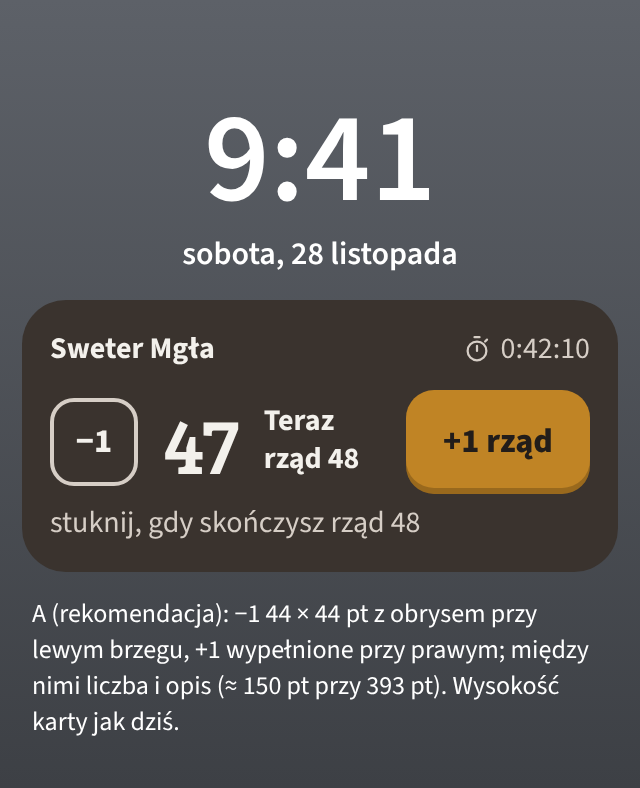 9:41
sobota, 28 listopada
Sweter Mgła
0:42:10
−1
47
Teraz
rząd 48
+1 rząd
stuknij, gdy skończysz rząd 48
A (rekomendacja): −1 44 × 44 pt z obrysem przy
lewym brzegu, +1 wypełnione przy prawym; między
nimi liczba i opis (≈ 150 pt przy 393 pt). Wysokość
karty jak dziś.